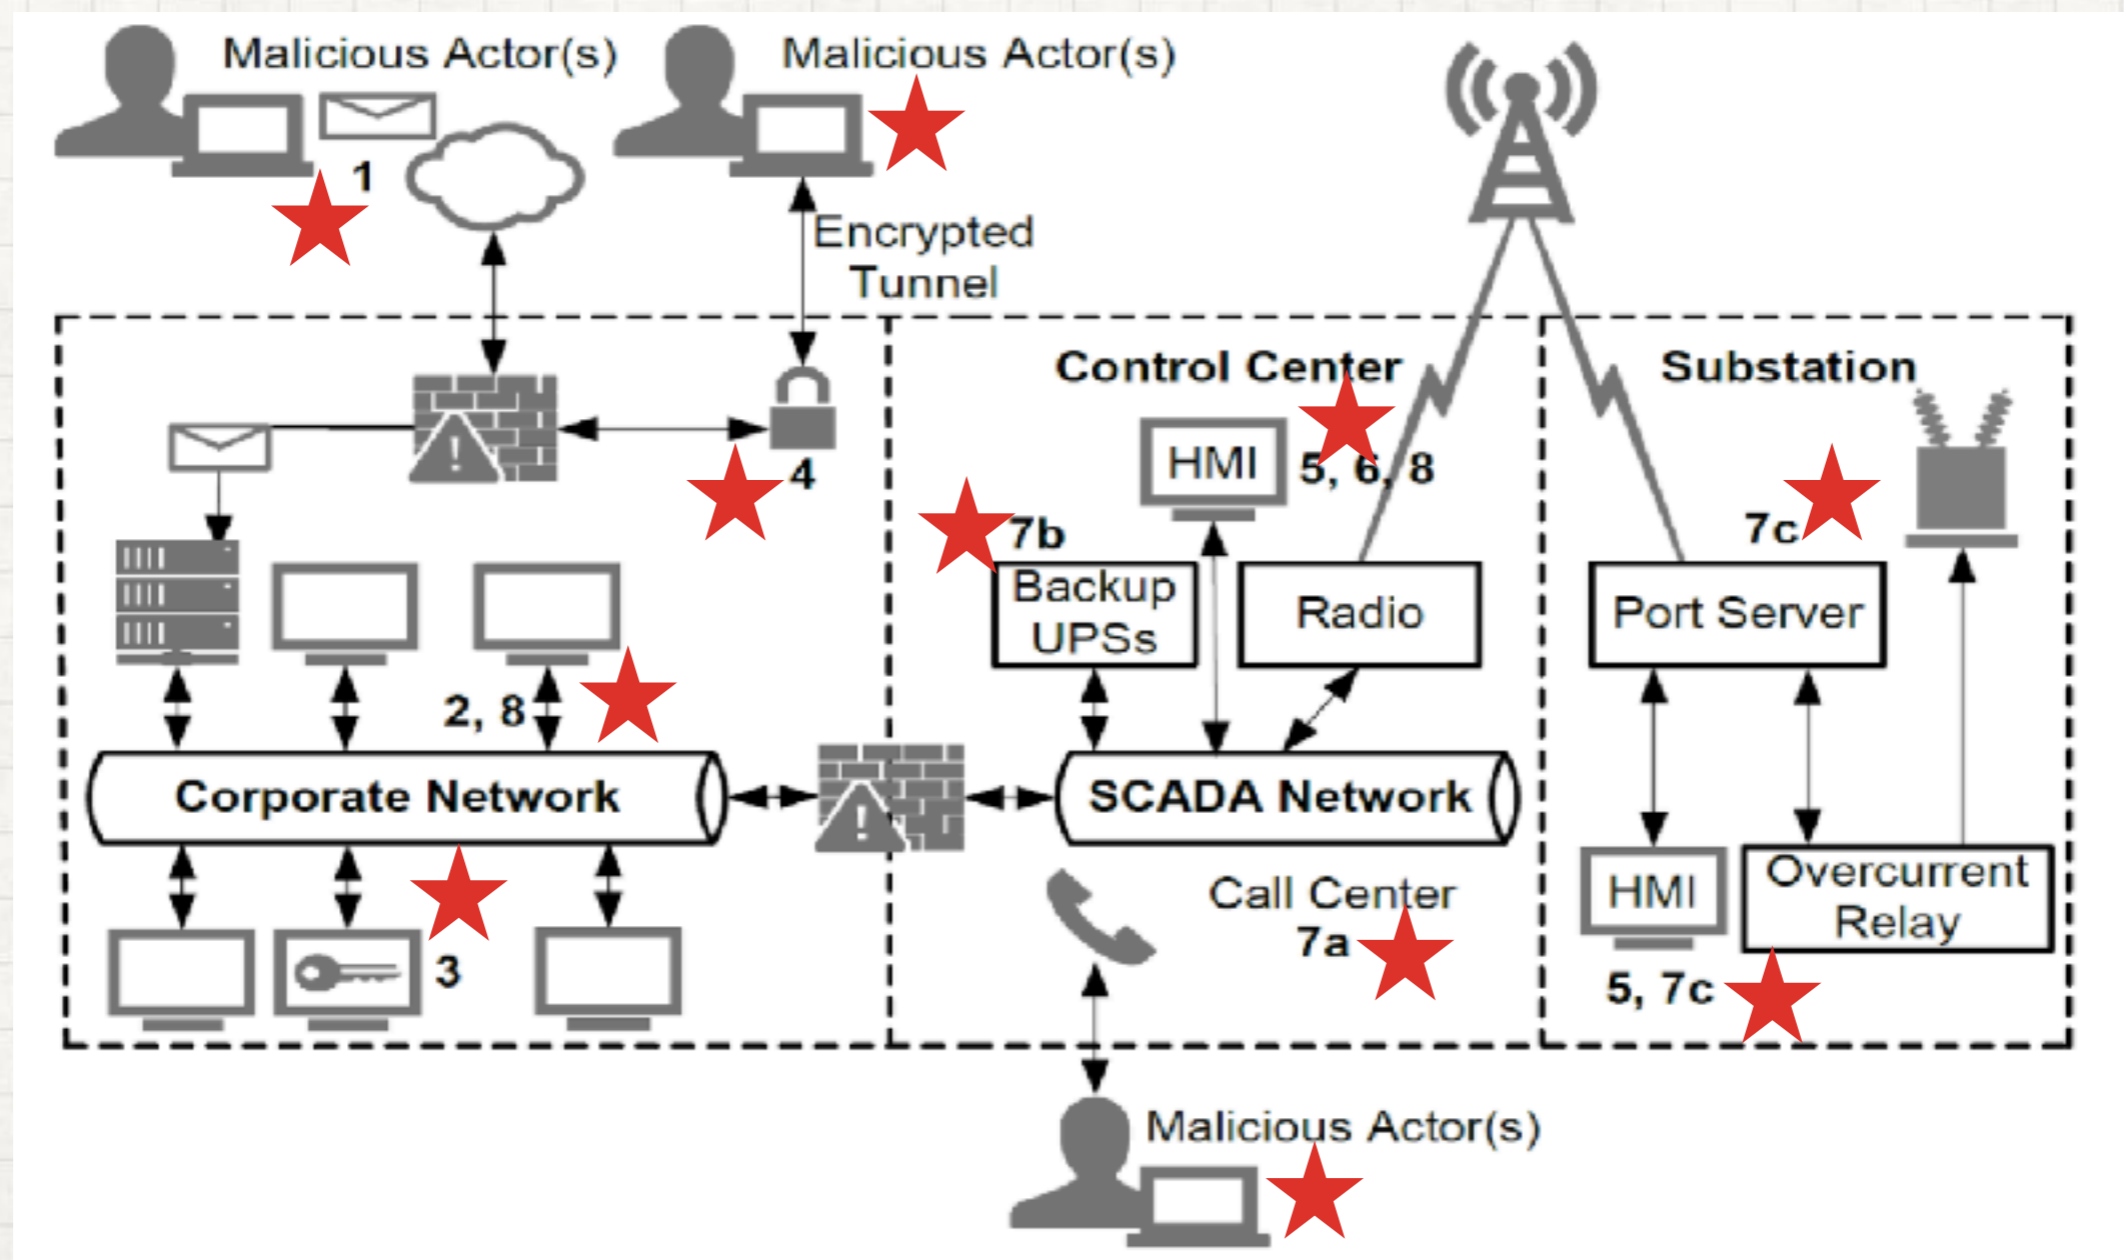 Malicious Actor(s)
Malicious Actor(s)
1
Encrypted
Tunnel
Control Center
Substation
HMI
5, 6, 8
4
7b
7c
Backup
UPSs
Radio
Port Server
2, 8
Corporate Network
SCADA Network
Call Center
7a
HMI
Overcurrent
Relay
3
5, 7c
Malicious Actor(s)